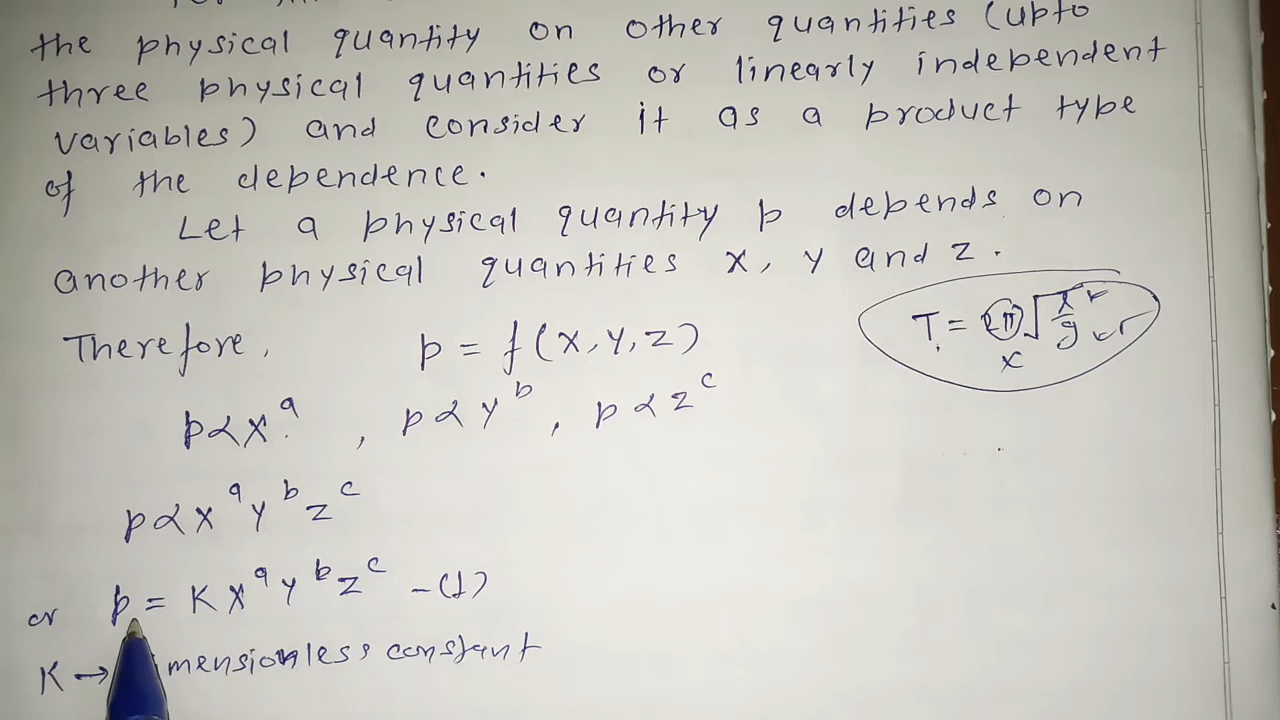 the physical quantity on other quantities (upto
three physical quantities or linearly independent
variables) and consider it as a product type
of the dependence.
Let a physical quantity p depends on
another physical quantities x, y and z.
T = 2π√(l/g)
x
Therefore, p = f(x, y, z)
p∝x^a, p∝y^b, p∝z^c
p∝x^a y^b z^c
or p = K x^a y^b z^c -(1)
K → mensionless constant